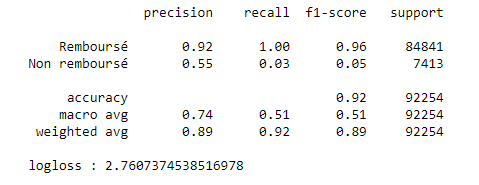 precision recall f1-score support
Remboursé 0.92 1.00 0.96 84841
Non remboursé 0.55 0.03 0.05 7413
accuracy 0.92 92254
macro avg 0.74 0.51 0.51 92254
weighted avg 0.89 0.92 0.89 92254
logloss : 2.7607374538516978